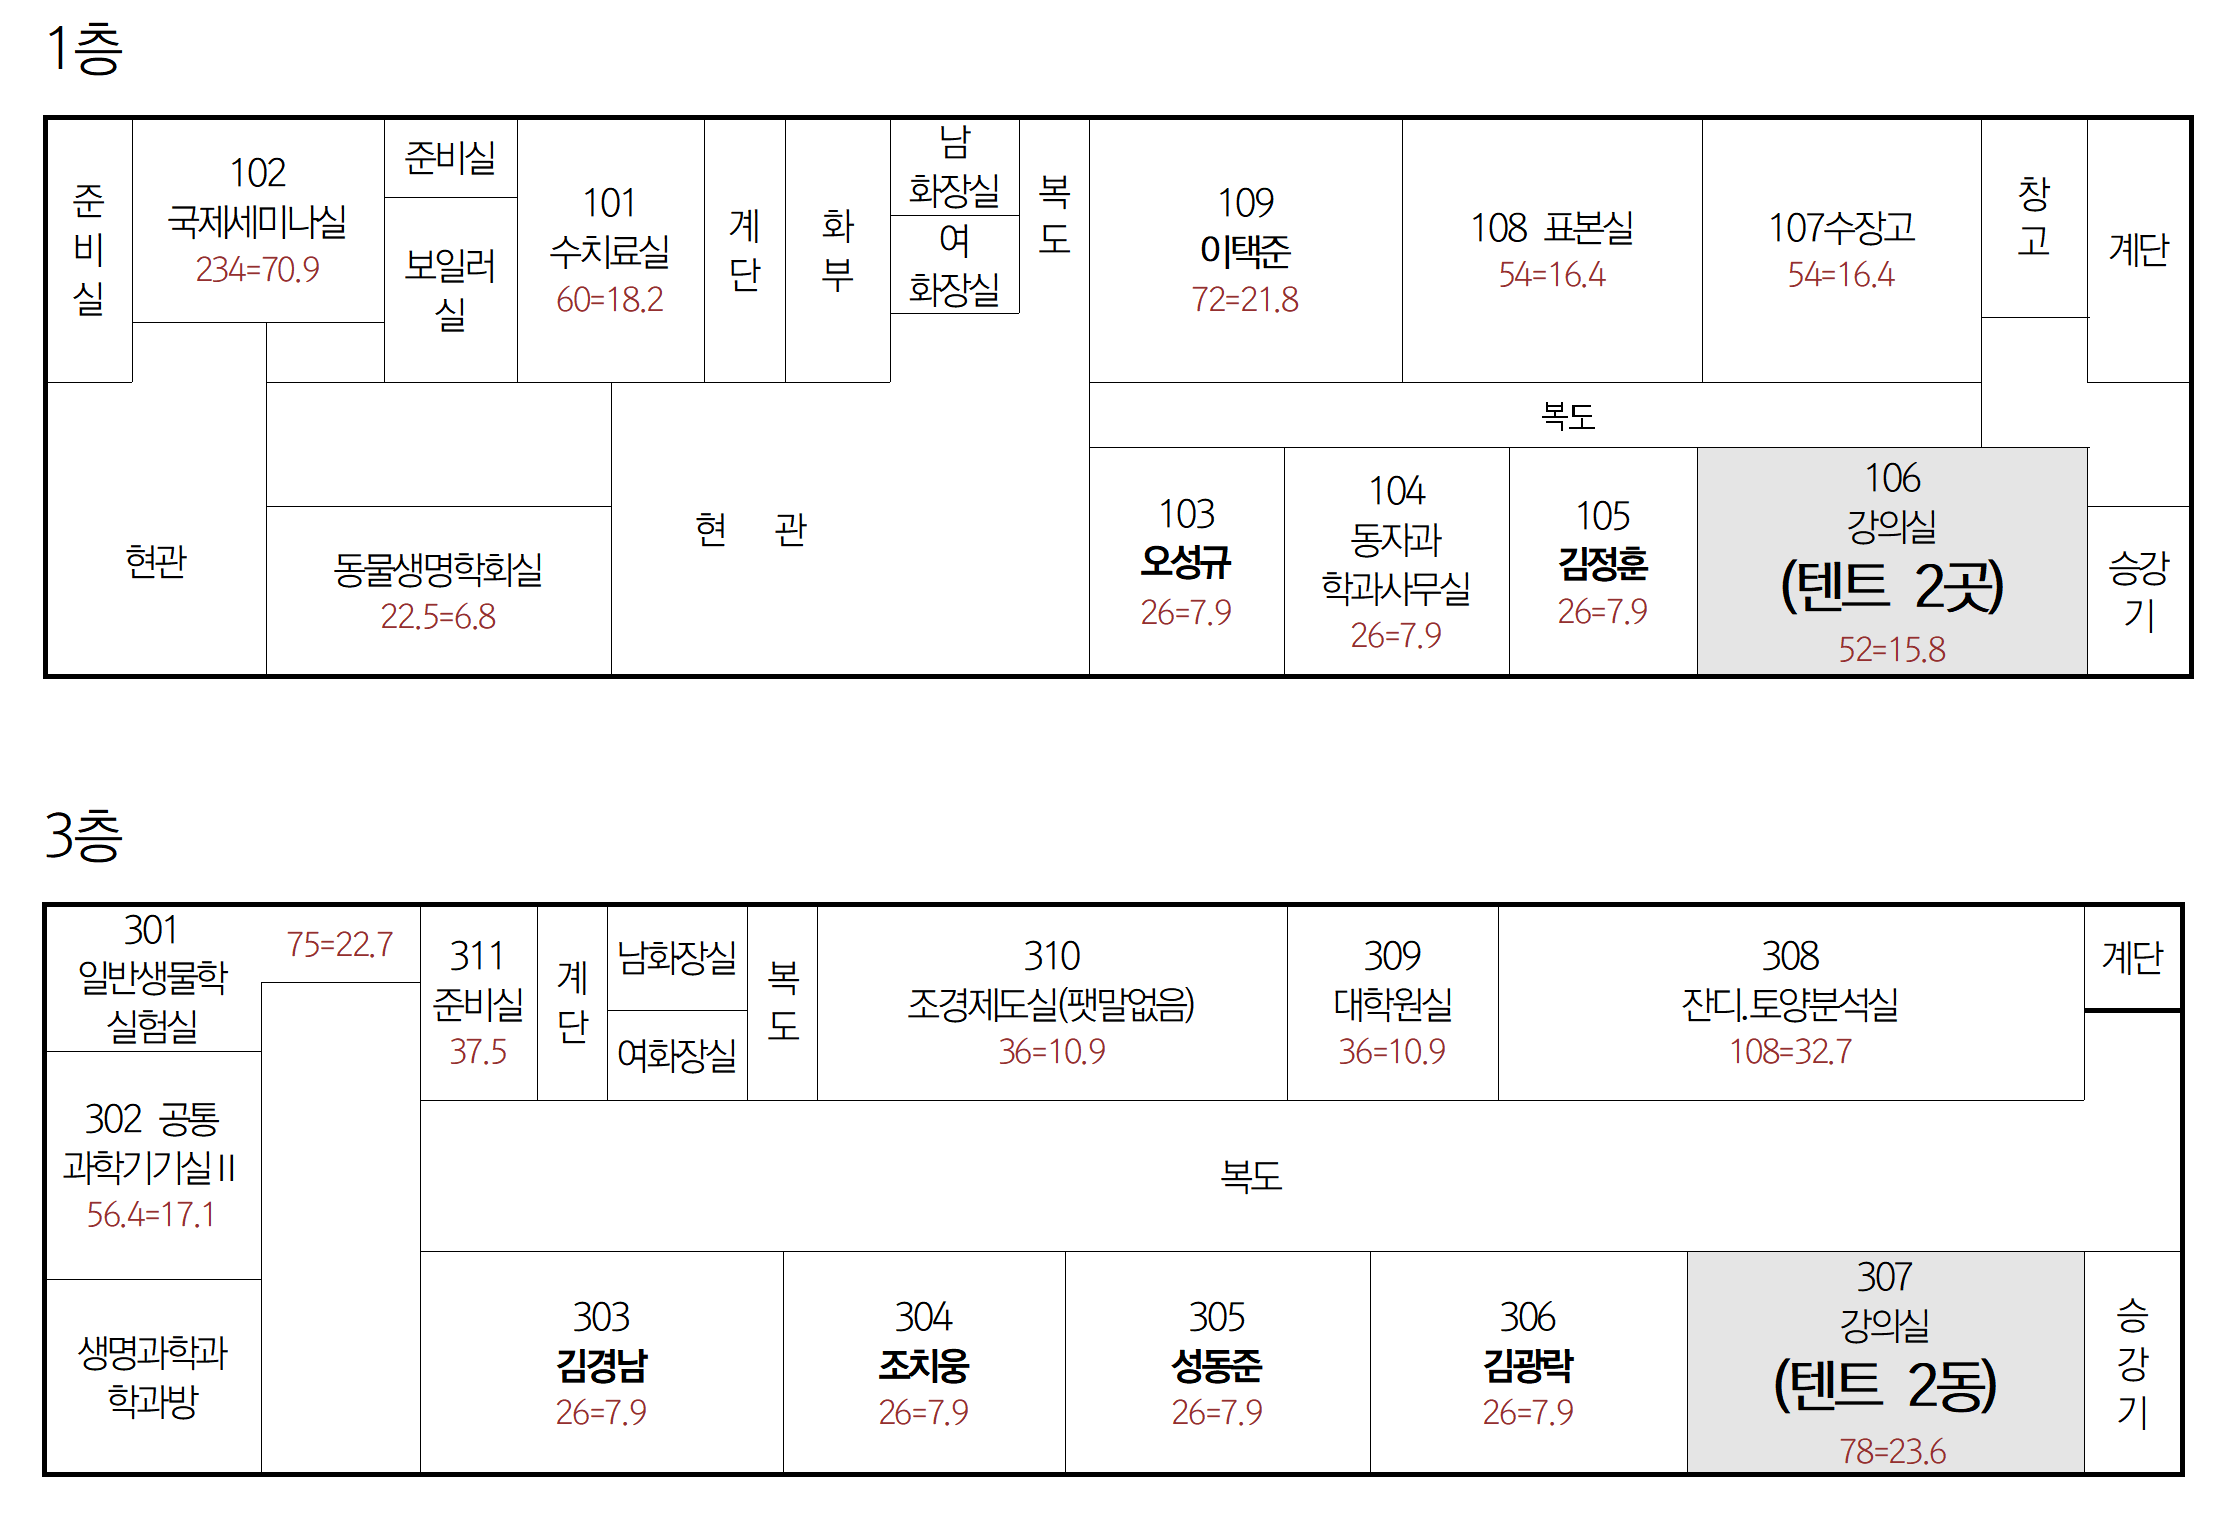 1층
준
비
실
102
국제세미나실
234=70.9
준비실
보일러
실
101
수치료실
60=18.2
계
단
화
부
남
화장실
여
화장실
복
도
109
이택준
72=21.8
108 표본실
54=16.4
107수장고
54=16.4
창
고
계단
복도
현관
동물생명학회실
22.5=6.8
현 관
103
오성규
26=7.9
104
동자과
학과사무실
26=7.9
105
김정훈
26=7.9
106
강의실
(텐트 2곳)
52=15.8
승강
기
3층
301
일반생물학
실험실
75=22.7
311
준비실
37.5
계
단
남화장실
여화장실
복
도
310
조경제도실(팻말없음)
36=10.9
309
대학원실
36=10.9
308
잔디.토양분석실
108=32.7
계단
302 공통
과학기기실Ⅱ
56.4=17.1
복도
생명과학과
학과방
303
김경남
26=7.9
304
조치웅
26=7.9
305
성동준
26=7.9
306
김광락
26=7.9
307
강의실
(텐트 2동)
78=23.6
승
강
기